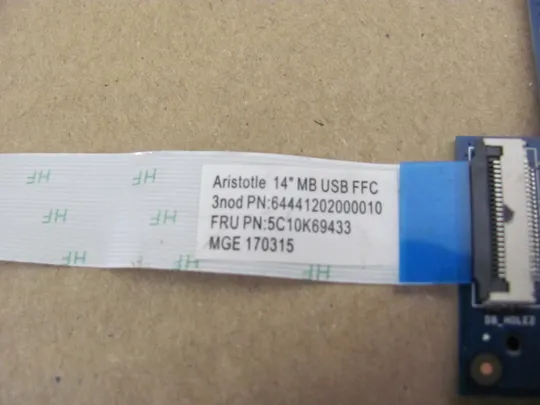 Aristotle 14" MB USB FFC
3nod PN:64441202000010
FRU PN:5C10K69433
MGE 170315
HF
HF
HF
HF
HF
HF
HF
HF
DB_HOLE2